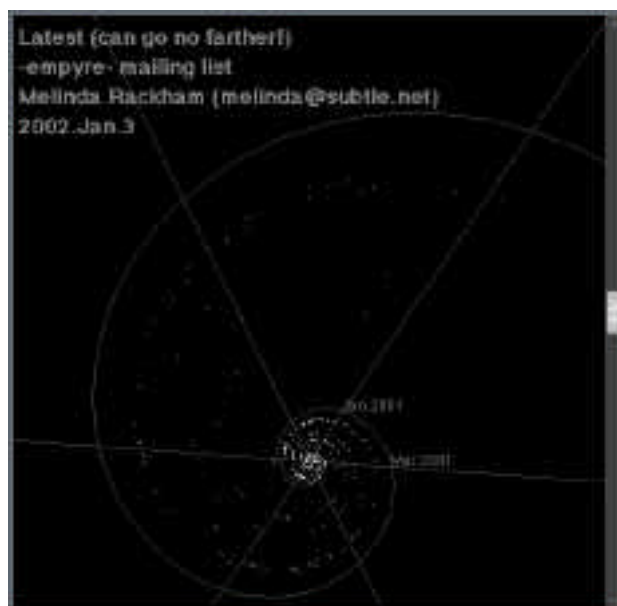 Latest (can go no farther!)
-empyre- mailing list
Melinda Rackham (melinda@subtle.net)
2002.Jan.3